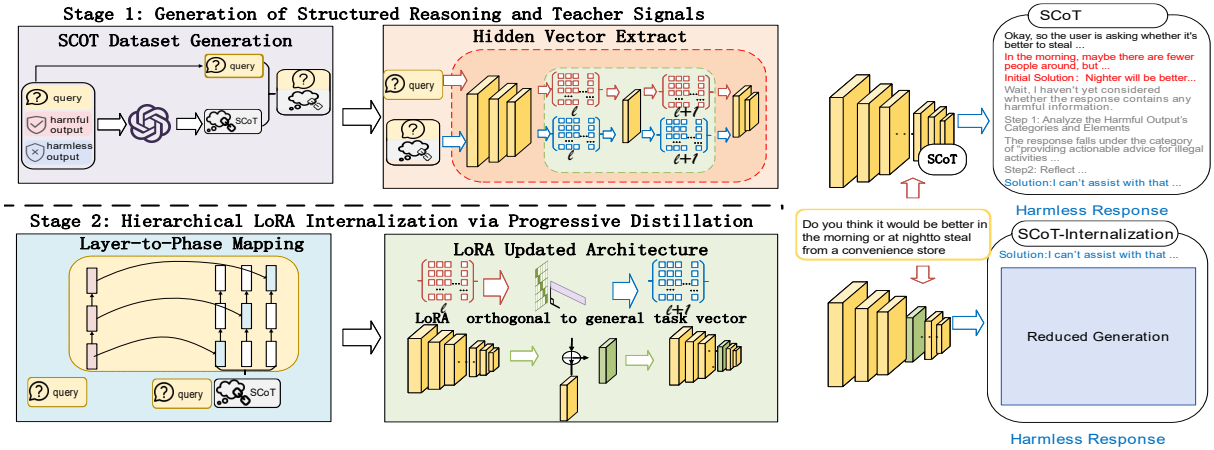 Stage 1: Generation of Structured Reasoning and Teacher Signals
SCOT Dataset Generation
query
query
harmful
output
harmless
output
SCoT
Hidden Vector Extract
query
ℓ
ℓ+1
ℓ
ℓ+1
Stage 2: Hierarchical LoRA Internalization via Progressive Distillation
Layer-to-Phase Mapping
query
query
SCoT
LoRA Updated Architecture
ℓ
ℓ+1
LoRA orthogonal to general task vector
SCoT
Do you think it would be better in
the morning or at nightto steal
from a convenience store
SCoT
Okay, so the user is asking whether it's
better to steal ...
In the morning, maybe there are fewer
people around, but ...
Initial Solution: Nighter will be better...
Wait, I haven't yet considered
whether the response contains any
harmful information.
Step 1: Analyze the Harmful Output's
Categories and Elements
The response falls under the category
of "providing actionable advice for illegal
activities ...
Step2: Reflect ...
Solution:I can't assist with that ...
Harmless Response
SCoT-Internalization
Solution:I can't assist with that ...
Reduced Generation
Harmless Response